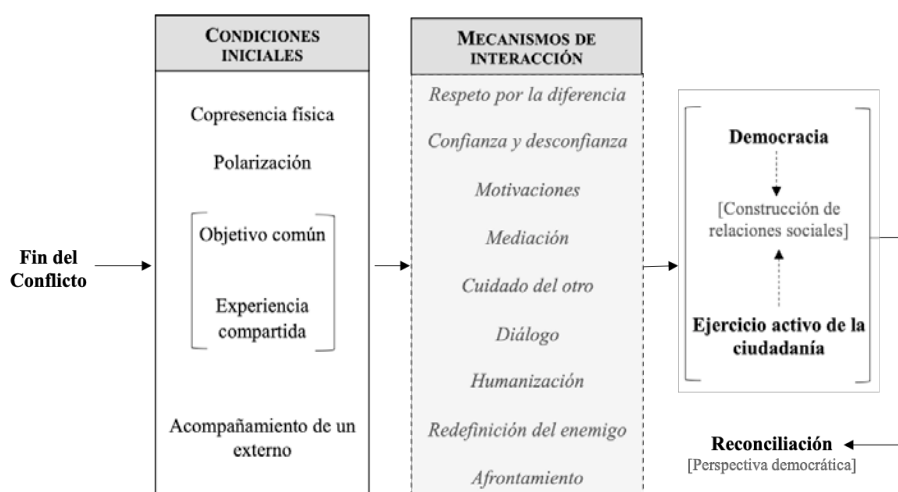 Fin del
Conflicto
CONDICIONES
INICIALES
Copresencia física
Polarización
Objetivo común
Experiencia
compartida
Acompañamiento de un
externo
MECANISMOS DE
INTERACCIÓN
Respeto por la diferencia
Confianza y desconfianza
Motivaciones
Mediación
Cuidado del otro
Diálogo
Humanización
Redefinición del enemigo
Afrontamiento
Democracia
[Construcción de
relaciones sociales]
Ejercicio activo de la
ciudadanía
Reconciliación
[Perspectiva democrática]